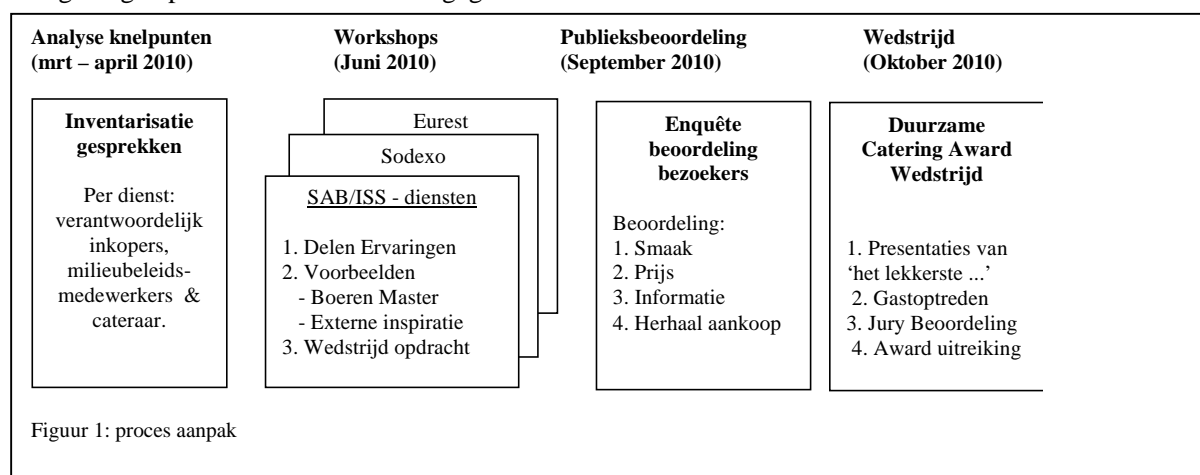 Analyse knelpunten
(mrt – april 2010)
Workshops
(Juni 2010)
Publieksbeoordeling
(September 2010)
Wedstrijd
(Oktober 2010)
Inventarisatie
gesprekken
Per dienst:
verantwoordelijk
inkopers,
milieubeleids-
medewerkers &
cateraar.
Eurest
Sodexo
SAB/ISS - diensten
1. Delen Ervaringen
2. Voorbeelden
- Boeren Master
- Externe inspiratie
3. Wedstrijd opdracht
Enquête
beoordeling
bezoekers
Beoordeling:
1. Smaak
2. Prijs
3. Informatie
4. Herhaal aankoop
Duurzame
Catering Award
Wedstrijd
1. Presentaties van
‘het lekkerste ...’
2. Gastoptreden
3. Jury Beoordeling
4. Award uitreiking
Figuur 1: proces aanpak